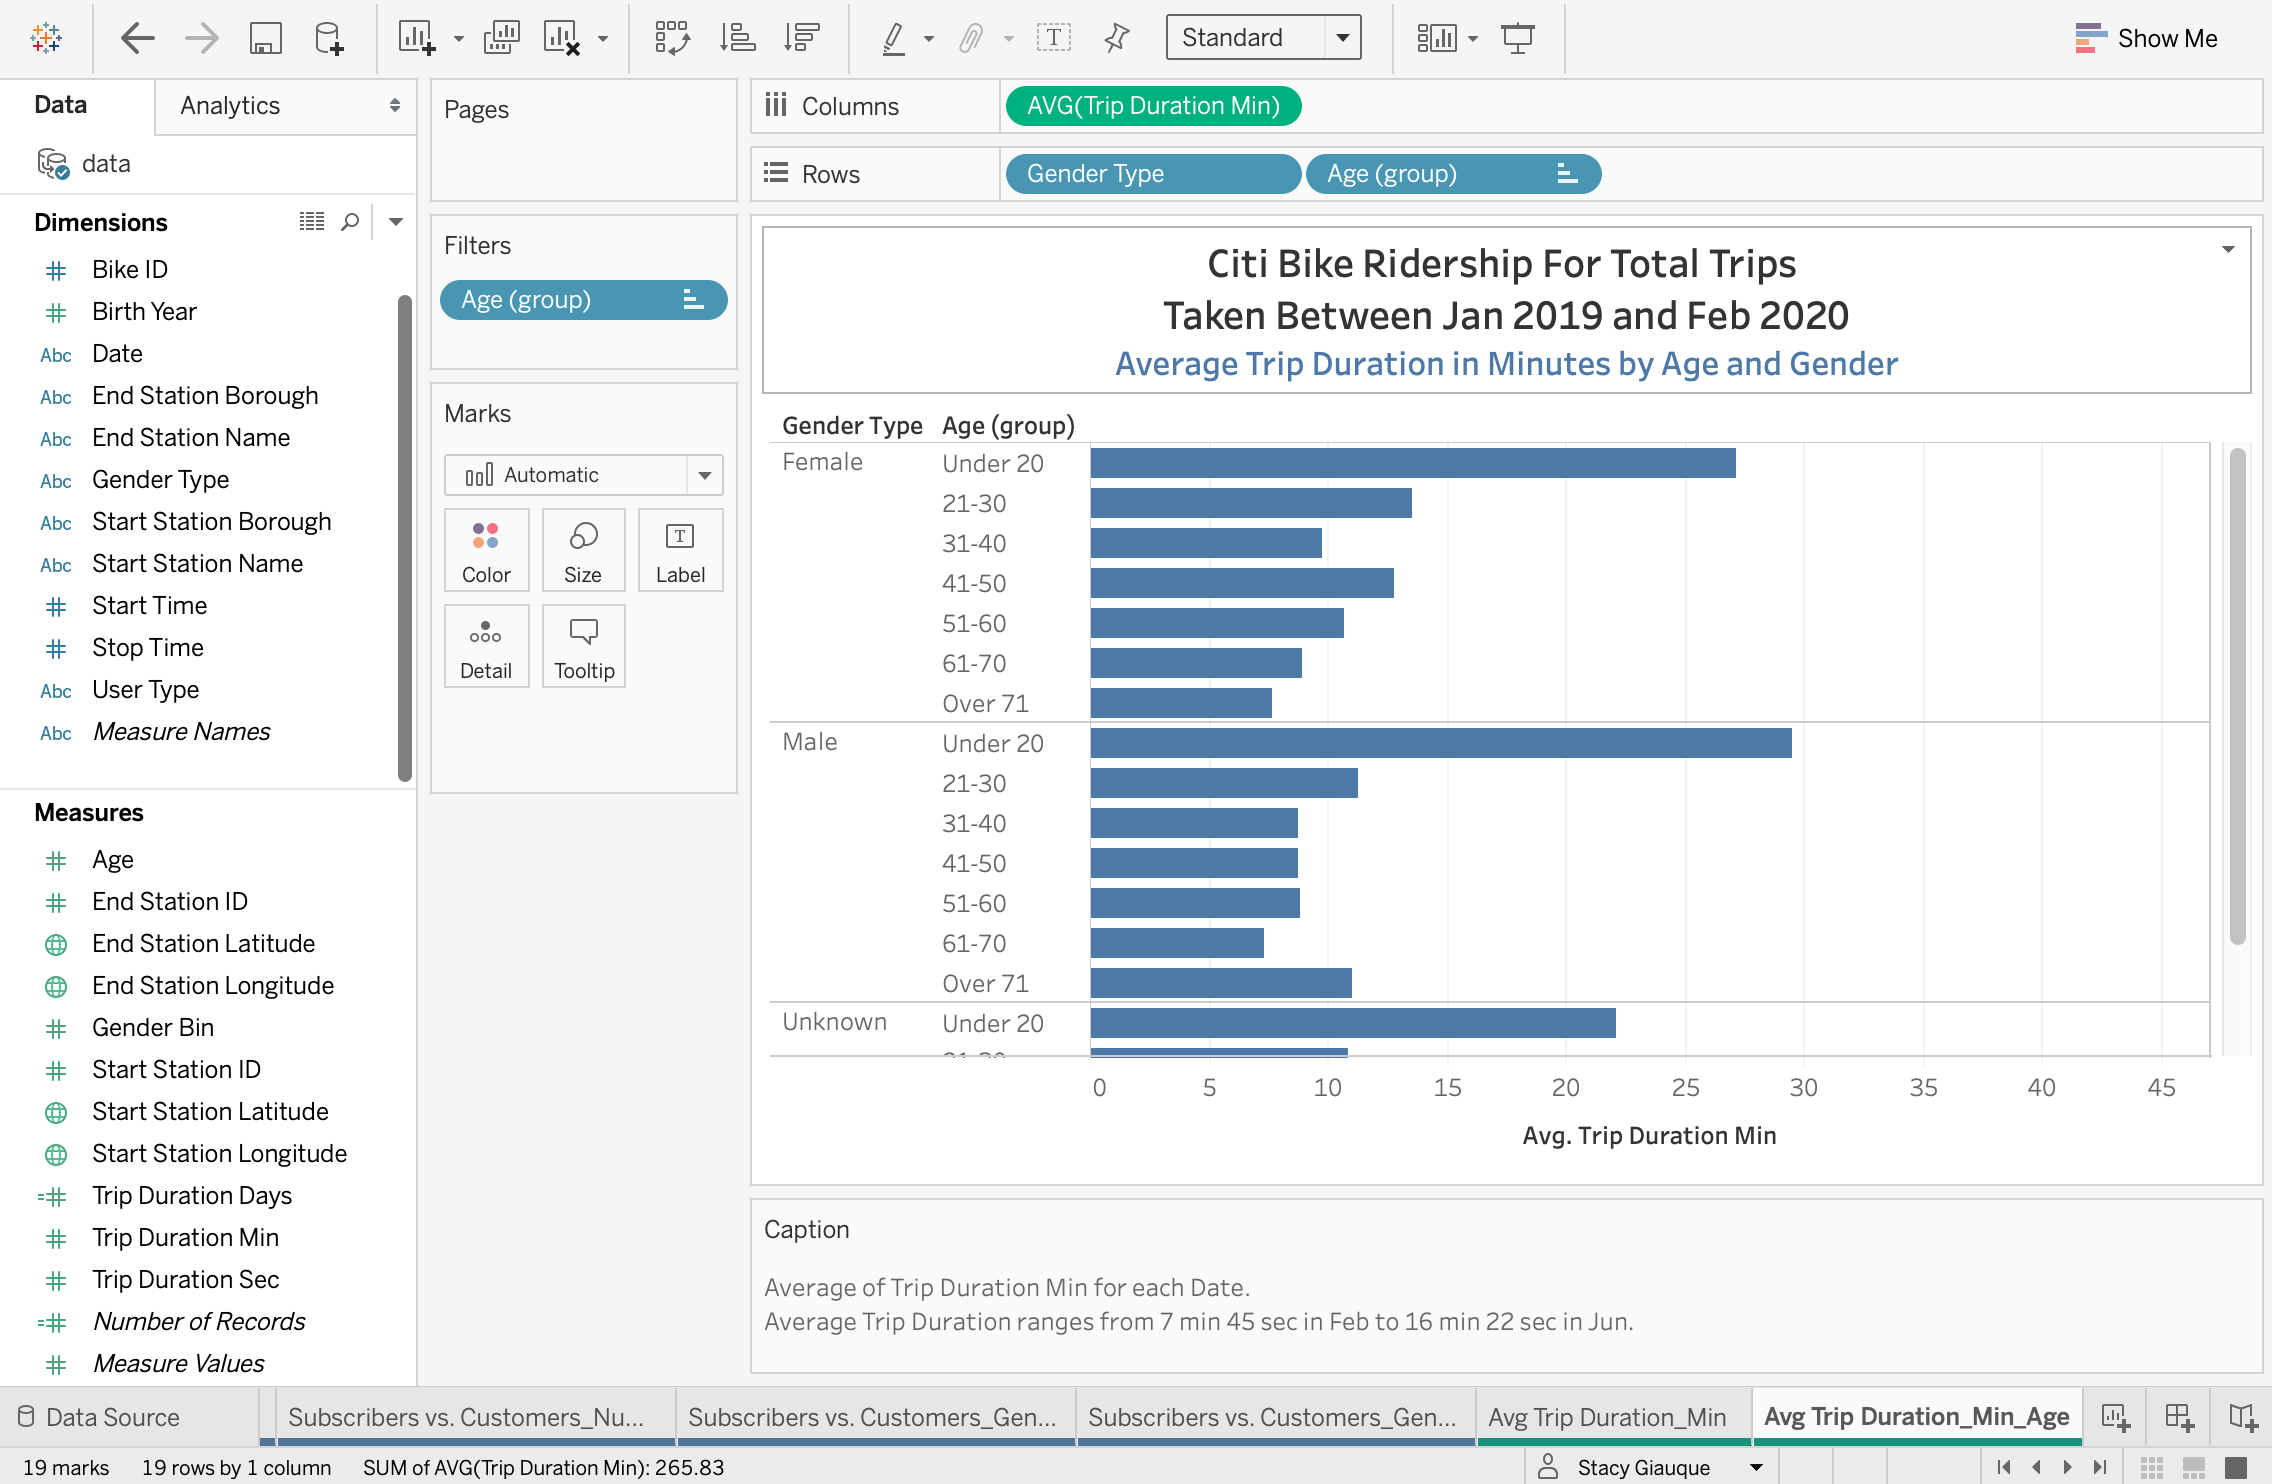 Standard
Show Me
Data
Analytics
data
Dimensions
Bike ID
Birth Year
Abc Date
Abc End Station Borough
Abc End Station Name
Abc Gender Type
Abc Start Station Borough
Abc Start Station Name
Start Time
Stop Time
Abc User Type
Abc Measure Names
Measures
Age
End Station ID
End Station Latitude
End Station Longitude
Gender Bin
Start Station ID
Start Station Latitude
Start Station Longitude
Trip Duration Days
Trip Duration Min
Trip Duration Sec
Number of Records
Measure Values
Pages
Filters
Age (group)
Marks
Automatic
Color Size T Label
Detail Tooltip
Columns AVG(Trip Duration Min)
Rows Gender Type Age (group)
Citi Bike Ridership For Total Trips
Taken Between Jan 2019 and Feb 2020
Average Trip Duration in Minutes by Age and Gender
Gender Type Age (group)
Female Under 20
21-30
31-40
41-50
51-60
61-70
Over 71
Male Under 20
21-30
31-40
41-50
51-60
61-70
Over 71
Unknown Under 20
21-30
0 5 10 15 20 25 30 35 40 45
Avg. Trip Duration Min
Caption
Average of Trip Duration Min for each Date.
Average Trip Duration ranges from 7 min 45 sec in Feb to 16 min 22 sec in Jun.
Data Source
Subscribers vs. Customers_Nu...
Subscribers vs. Customers_Gen...
Subscribers vs. Customers_Gen...
Avg Trip Duration_Min
Avg Trip Duration_Min_Age
19 marks 19 rows by 1 column SUM of AVG(Trip Duration Min): 265.83
Stacy Giauque